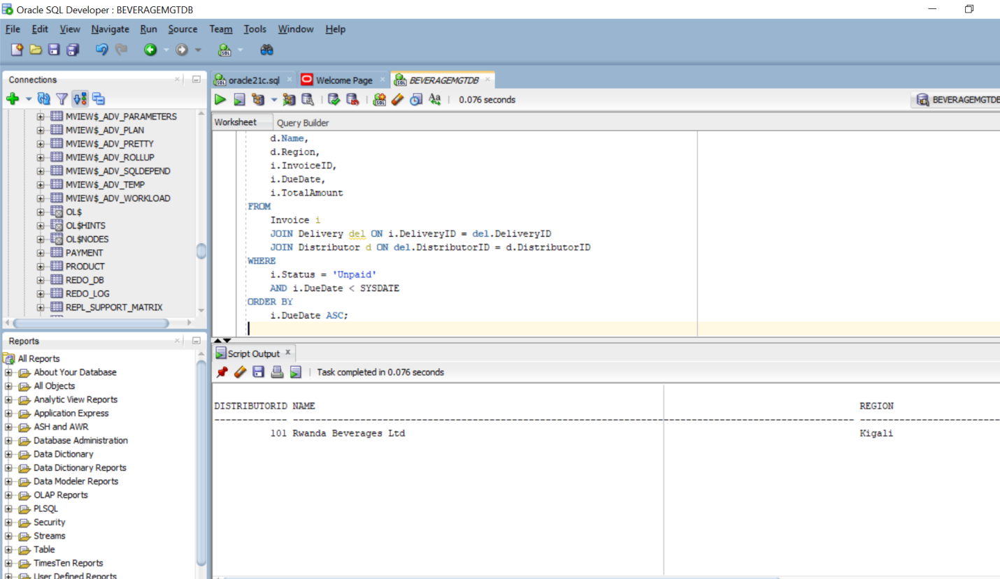 Oracle SQL Developer : BEVERAGEMGTDB
File Edit View Navigate Run Source Team Tools Window Help
Connections
MVIEW$_ADV_PARAMETERS
MVIEW$_ADV_PLAN
MVIEW$_ADV_PRETTY
MVIEW$_ADV_ROLLUP
MVIEW$_ADV_SQLDEPEND
MVIEW$_ADV_TEMP
MVIEW$_ADV_WORKLOAD
OL$
OL$HINTS
OL$NODES
PAYMENT
PRODUCT
REDO_DB
REDO_LOG
REPL_SUPPORT_MATRIX
Reports
All Reports
About Your Database
All Objects
Analytic View Reports
Application Express
ASH and AWR
Database Administration
Data Dictionary
Data Dictionary Reports
Data Modeler Reports
OLAP Reports
PLSQL
Security
Streams
Table
TimesTen Reports
User Defined Reports
oracle21c.sql Welcome Page BEVERAGEMGTDB
0.076 seconds BEVERAGEMGTDB
Worksheet Query Builder
d.Name,
d.Region,
i.InvoiceID,
i.DueDate,
i.TotalAmount
FROM
Invoice i
JOIN Delivery del ON i.DeliveryID = del.DeliveryID
JOIN Distributor d ON del.DistributorID = d.DistributorID
WHERE
i.Status = 'Unpaid'
AND i.DueDate < SYSDATE
ORDER BY
i.DueDate ASC;
Script Output
Task completed in 0.076 seconds
DISTRIBUTORID NAME REGION
101 Rwanda Beverages Ltd Kigali